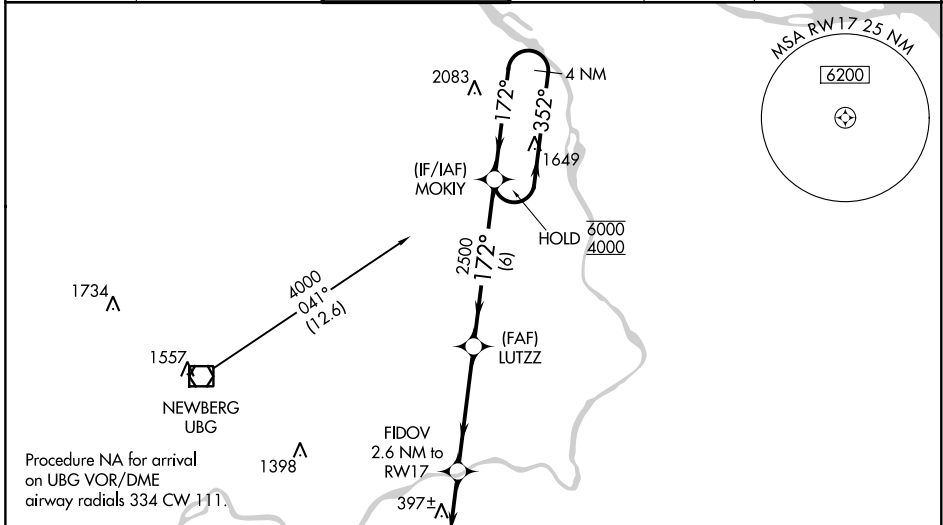 MSA RW17 25 NM
6200
2083
4 NM
172°
352°
1649
(IF/IAF)
MOKIY
HOLD
6000
4000
2500
172°
(6)
4000
041°
(12.6)
1734
(FAF)
LUTZZ
1557
NEWBERG
UBG
FIDOV
2.6 NM to
RW17
1398
Procedure NA for arrival
on UBG VOR/DME
airway radials 334 CW 111.
397±